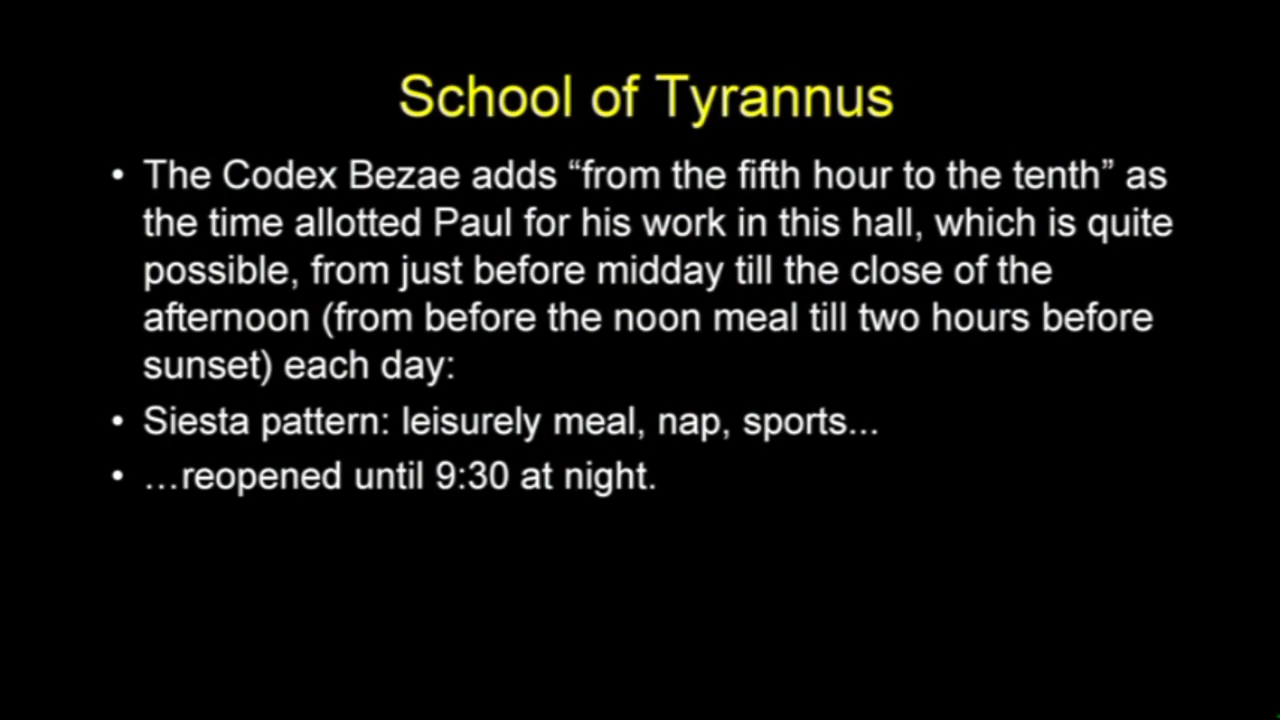 School of Tyrannus
• The Codex Bezae adds “from the fifth hour to the tenth” as
the time allotted Paul for his work in this hall, which is quite
possible, from just before midday till the close of the
afternoon (from before the noon meal till two hours before
sunset) each day:
• Siesta pattern: leisurely meal, nap, sports...
• …reopened until 9:30 at night.